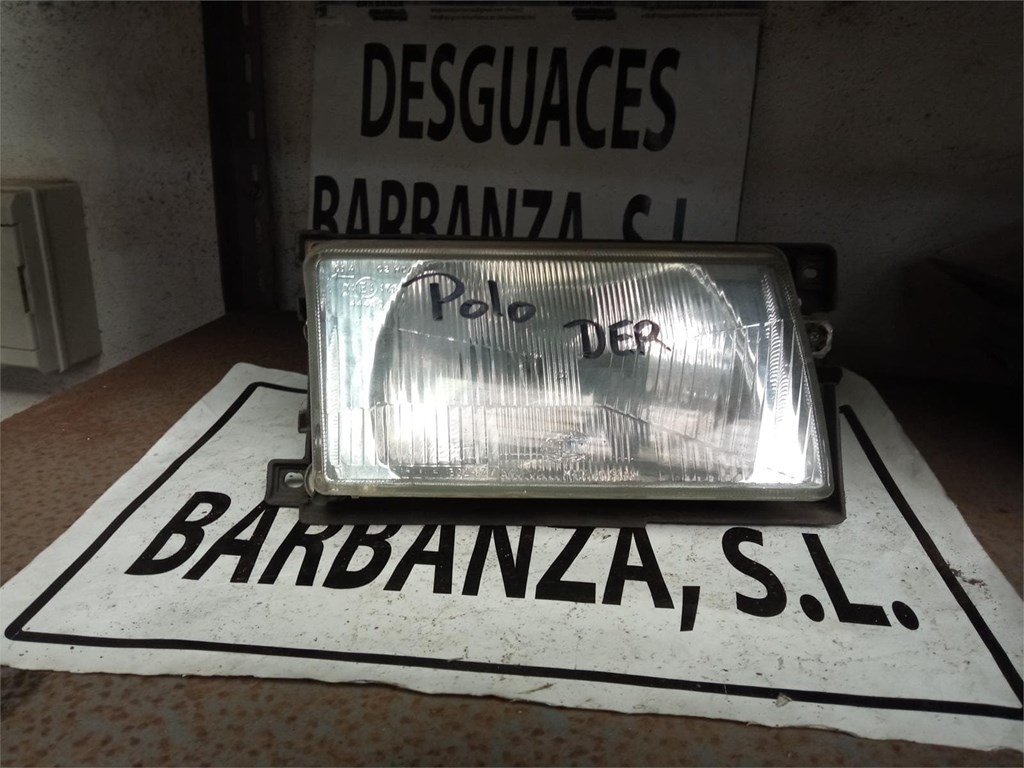 DESGUACES
BARBANZA, S.L.
Polo
DER
BARBANZA, S.L.